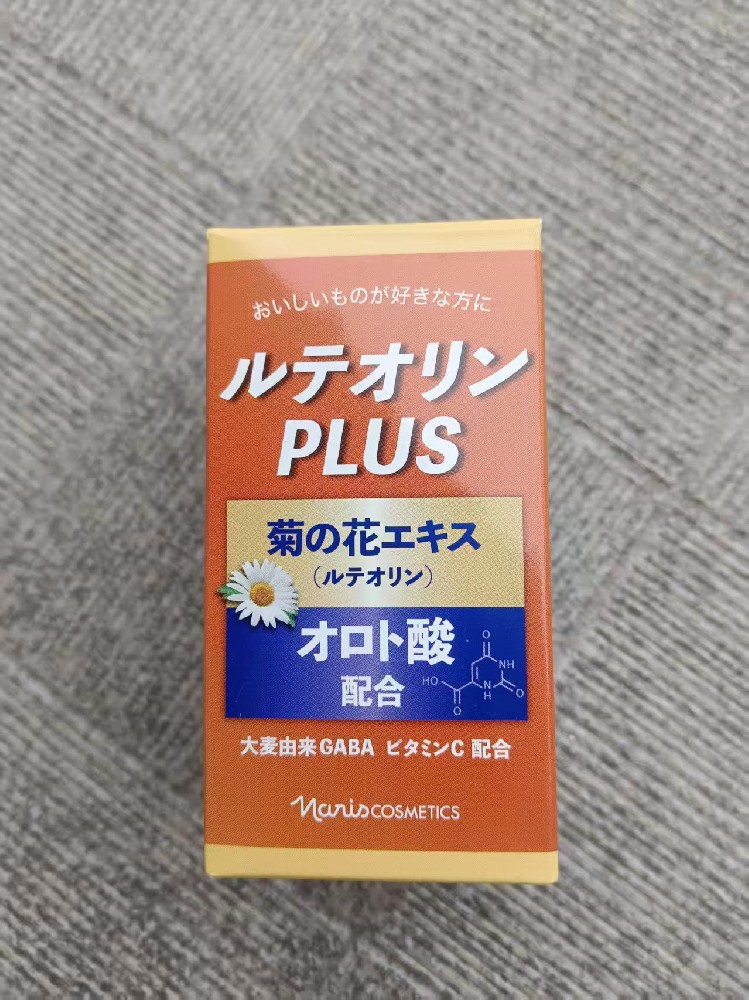 おいしいものが好きな方に
ルテオリン
PLUS
菊の花エキス
(ルテオリン)
オロト酸
配合
O
NH
HO
N
H
O
O
大麦由来GABA ビタミンC 配合
Naris COSMETICS